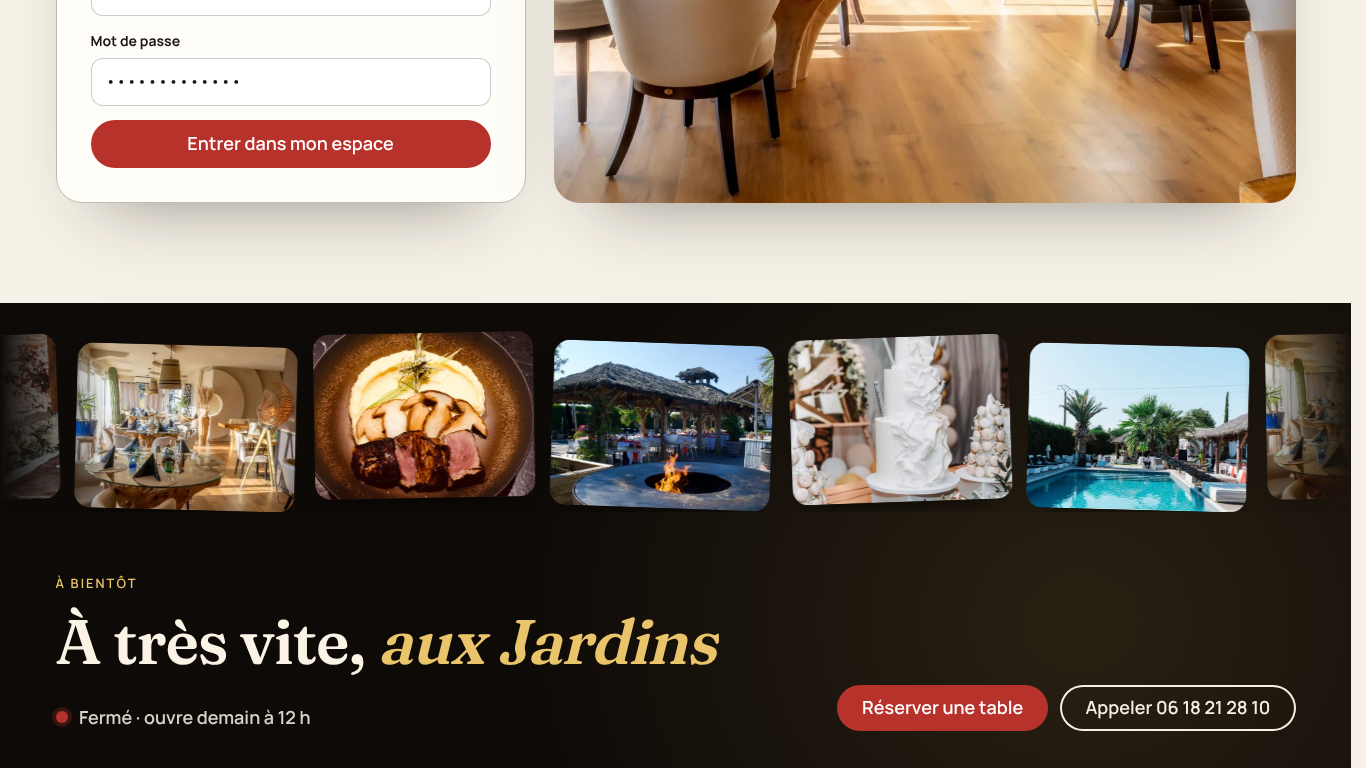 Mot de passe
•••••••••••••
Entrer dans mon espace
À BIENTÔT
À très vite, aux Jardins
Fermé · ouvre demain à 12 h
Réserver une table
Appeler 06 18 21 28 10